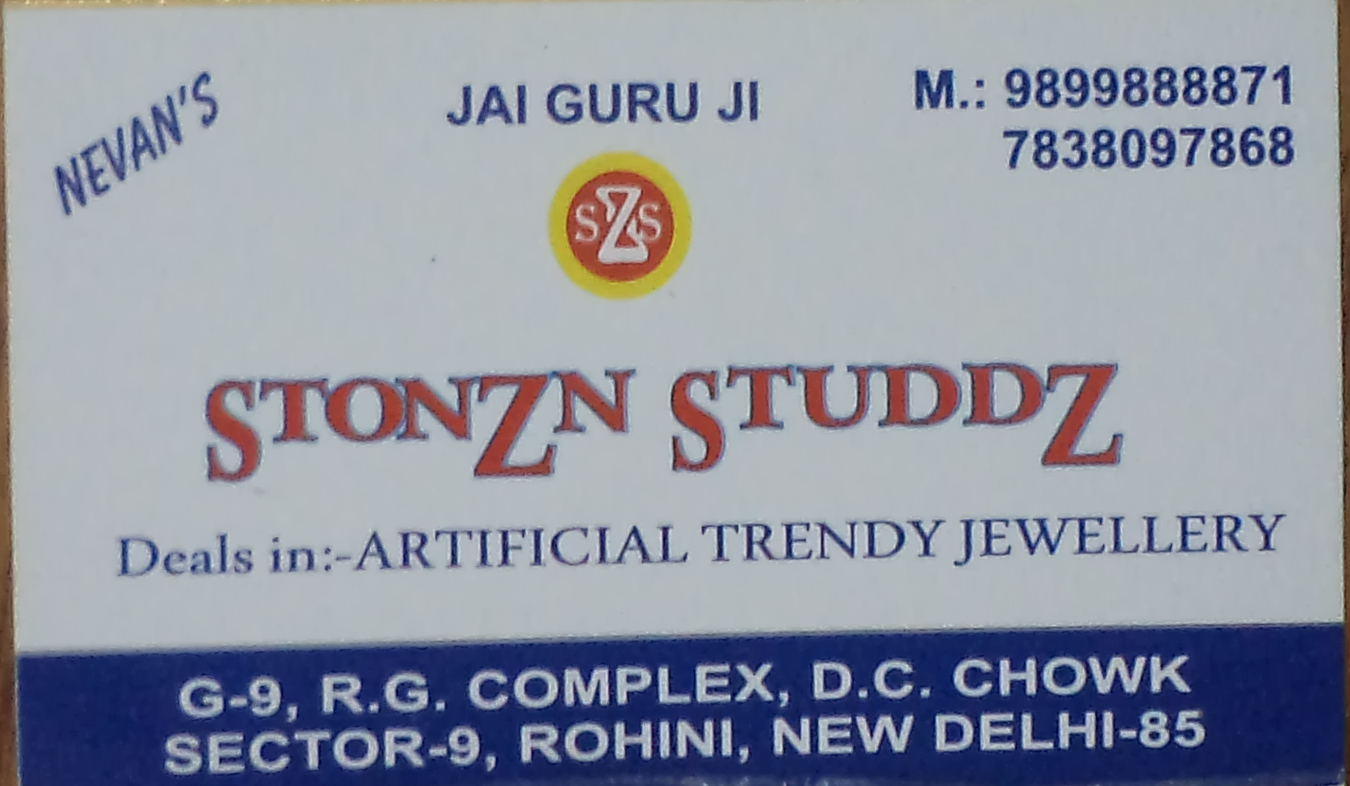 NEVAN'S
JAI GURU JI
M.: 9899888871
7838097868
SZS
STONZN STUDDZ
Deals in:-ARTIFICIAL TRENDY JEWELLERY
G-9, R.G. COMPLEX, D.C. CHOWK
SECTOR-9, ROHINI, NEW DELHI-85